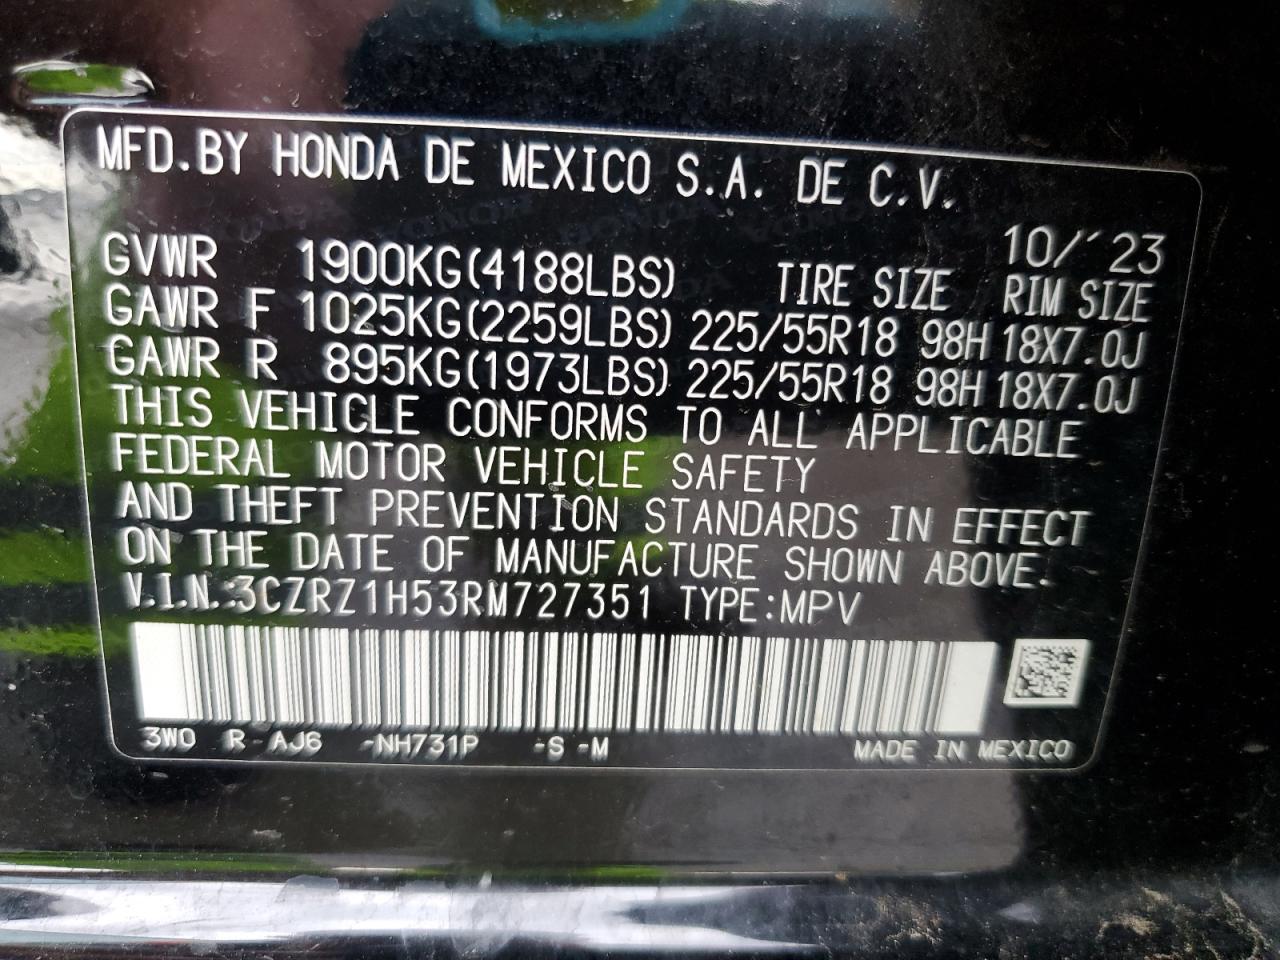 MFD.BY HONDA DE MEXICO S.A. DE C.V.
10/´23
GVWR 1900KG(4188LBS) TIRE SIZE RIM SIZE
GAWR F 1025KG(2259LBS) 225/55R18 98H 18X7.0J
GAWR R 895KG(1973LBS) 225/55R18 98H 18X7.0J
THIS VEHICLE CONFORMS TO ALL APPLICABLE
FEDERAL MOTOR VEHICLE SAFETY
AND THEFT PREVENTION STANDARDS IN EFFECT
ON THE DATE OF MANUFACTURE SHOWN ABOVE.
V.I.N.:3CZRZ1H53RM727351 TYPE:MPV
3W0 R-AJ6 -NH731P -S -M MADE IN MEXICO